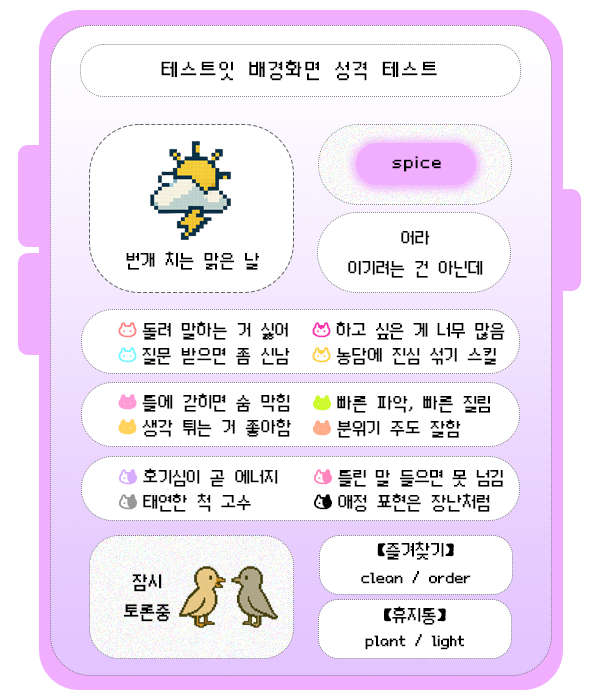 테스트잇 배경화면 성격 테스트
번개 치는 맑은 날
spice
어라
이기려는 건 아닌데
돌려 말하는 거 싫어
하고 싶은 게 너무 많음
질문 받으면 좀 신남
농담에 진심 섞기 스킬
틀에 갇히면 숨 막힘
빠른 파악, 빠른 질림
생각 튀는 거 좋아함
분위기 주도 잘함
호기심이 곧 에너지
틀린 말 들으면 못 넘김
태연한 척 고수
애정 표현은 장난처럼
잠시
토론중
【즐겨찾기】
clean / order
【휴지통】
plant / light